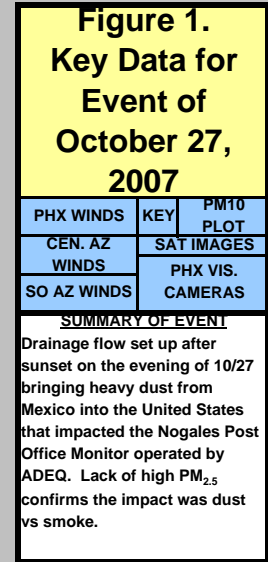 Figure 1.
Key Data for
Event of
October 27,
2007
PHX WINDS
KEY
PM10
PLOT
CEN. AZ
WINDS
SAT IMAGES
SO AZ WINDS
PHX VIS.
CAMERAS
SUMMARY OF EVENT
Drainage flow set up after
sunset on the evening of 10/27
bringing heavy dust from
Mexico into the United States
that impacted the Nogales Post
Office Monitor operated by
ADEQ. Lack of high PM2.5
confirms the impact was dust
vs smoke.